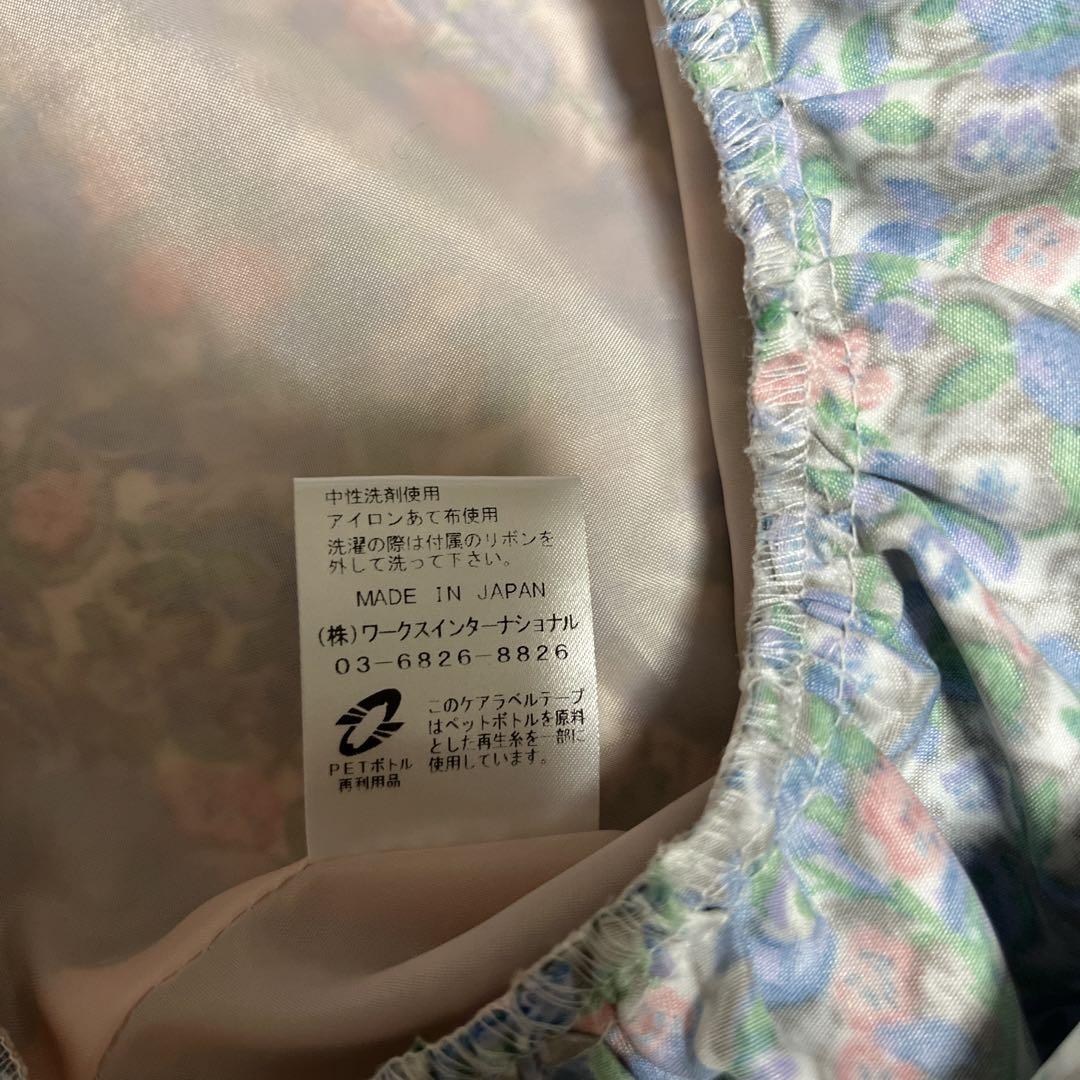 中性洗剤使用
アイロンあて布使用
洗濯の際は付属のリボンを
外して洗って下さい。
MADE IN JAPAN
(株)ワークスインターナショナル
03-6826-8826
このケアラベルテープ
はペットボトルを原料
とした再生糸を一部に
使用しています。
PETボトル
再利用品